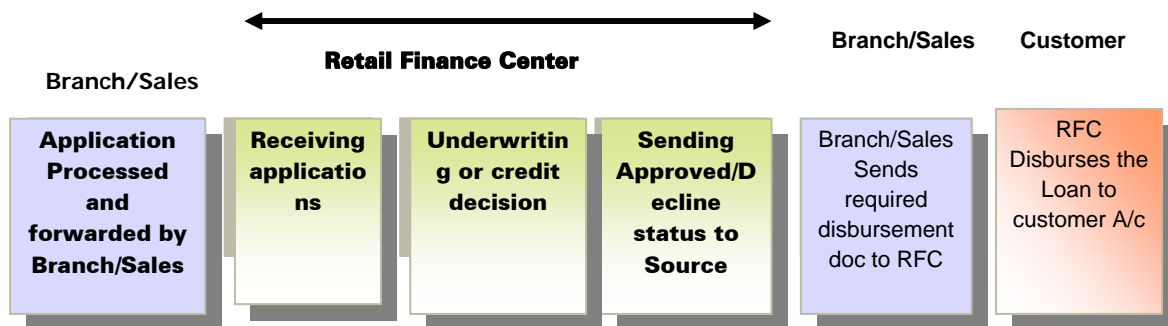 Branch/Sales
Customer
Retail Finance Center
Branch/Sales
Application
Processed
and
forwarded by
Branch/Sales
Receiving
applicatio
ns
Underwritin
g or credit
decision
Sending
Approved/D
ecline
status to
Source
Branch/Sales
Sends
required
disbursement
doc to RFC
RFC
Disburses the
Loan to
customer A/c